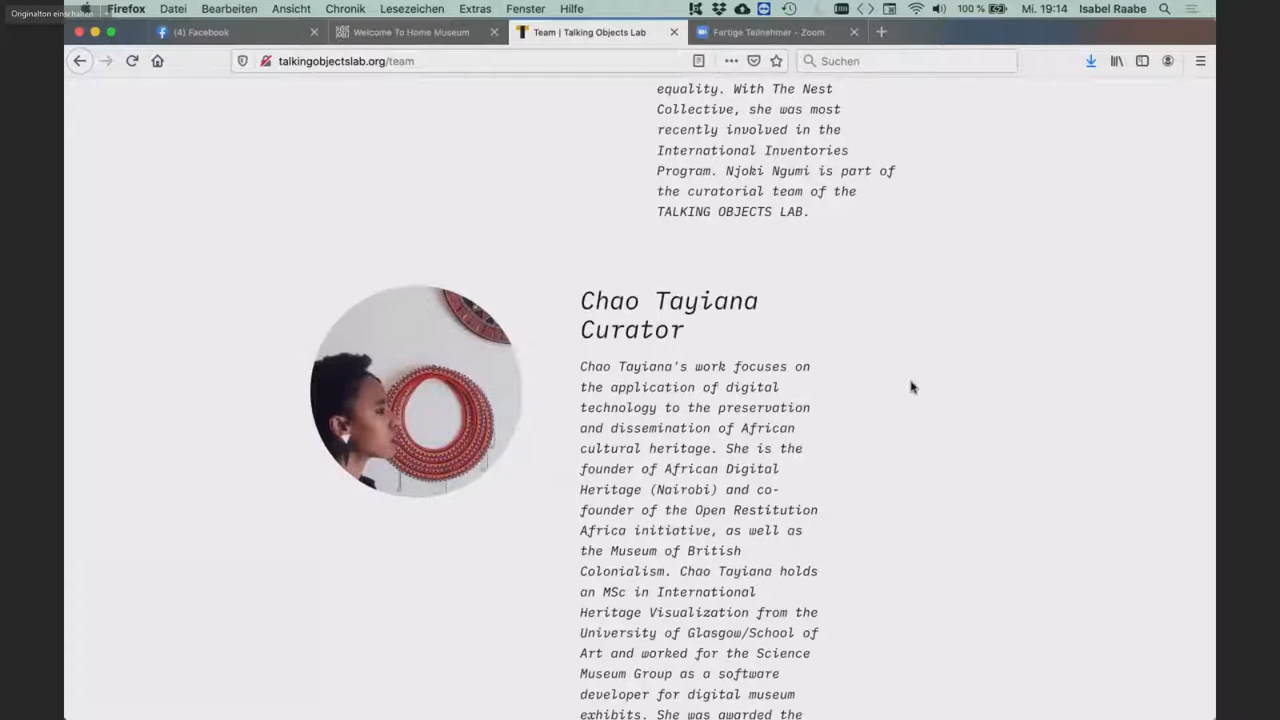 Originalton einschalten
Firefox Datei Bearbeiten Ansicht Chronik Lesezeichen Extras Fenster Hilfe 100 % Mi. 19:14 Isabel Raabe
(4) Facebook Welcome To Home Museum Team | Talking Objects Lab Fartige Teilnehmer - Zoom
talkingobjectslab.org/team Suchen
equality. With The Nest
Collective, she was most
recently involved in the
International Inventories
Program. Njoki Ngumi is part of
the curatorial team of the
TALKING OBJECTS LAB.
Chao Tayiana
Curator
Chao Tayiana's work focuses on
the application of digital
technology to the preservation
and dissemination of African
cultural heritage. She is the
founder of African Digital
Heritage (Nairobi) and co-
founder of the Open Restitution
Africa initiative, as well as
the Museum of British
Colonialism. Chao Tayiana holds
an MSc in International
Heritage Visualization from the
University of Glasgow/School of
Art and worked for the Science
Museum Group as a software
developer for digital museum
exhibits. She was awarded the